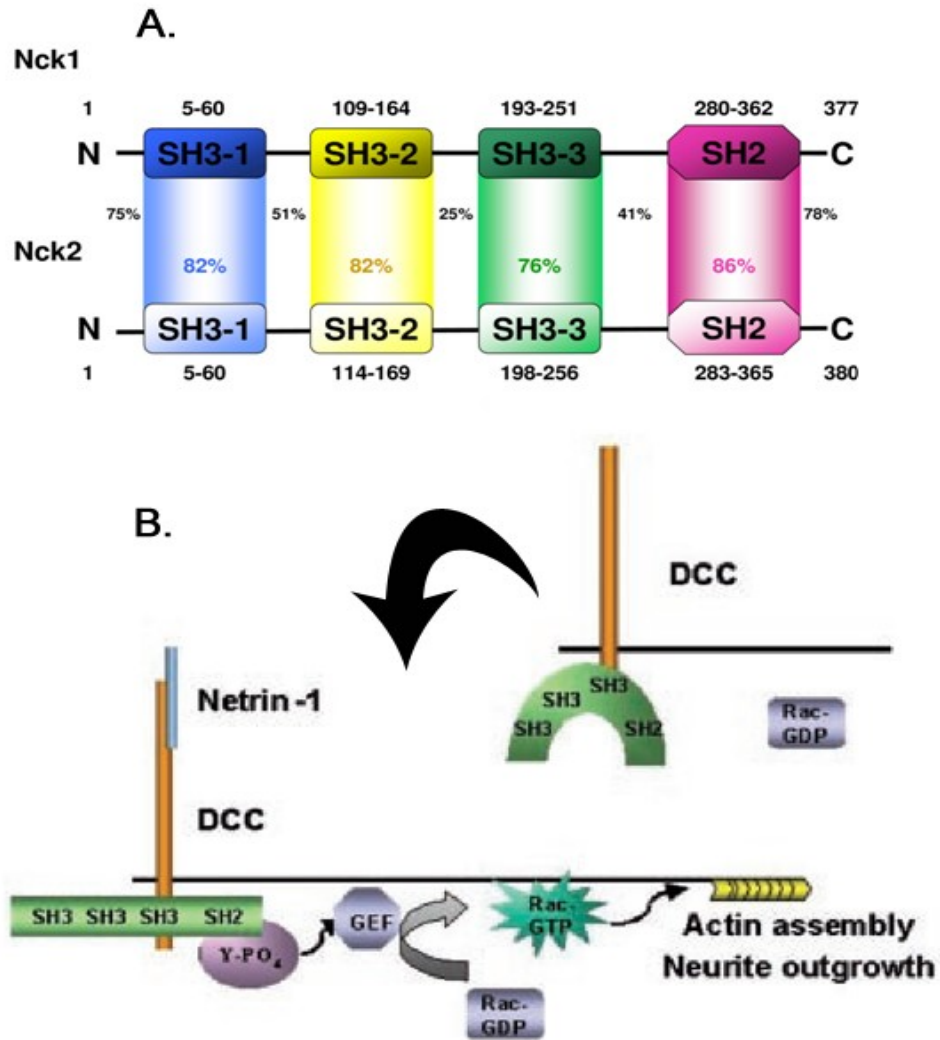 A.
Nck1
1 5-60 109-164 193-251 280-362 377
N SH3-1 SH3-2 SH3-3 SH2 C
75% 51% 25% 41% 78%
Nck2
82% 82% 76% 86%
N SH3-1 SH3-2 SH3-3 SH2 C
1 5-60 114-169 198-256 283-365 380
B.
DCC
SH3 SH3 SH3 SH2
Rac-
GDP
Netrin -1
DCC
SH3 SH3 SH3 SH2
Y-PO4
GEF
Rac-
GTP
Rac-
GDP
Actin assembly
Neurite outgrowth